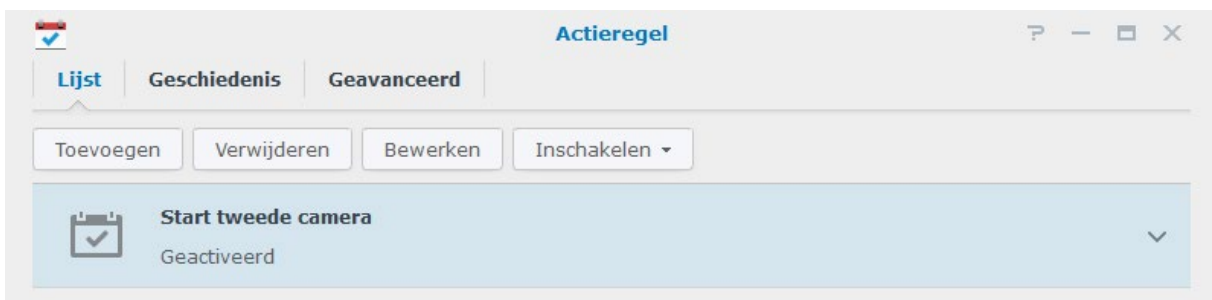 Actieregel
Lijst Geschiedenis Geavanceerd
Toevoegen Verwijderen Bewerken Inschakelen
Start tweede camera
Geactiveerd